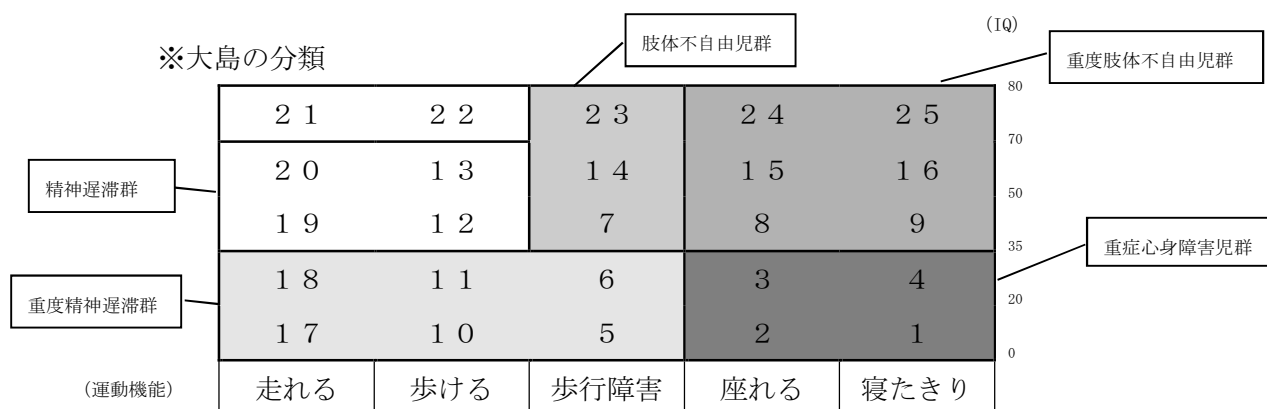 (IQ)
肢体不自由児群
※大島の分類
重度肢体不自由児群
80
21 22 23 24 25
70
20 13 14 15 16
精神遅滞群
50
19 12 7 8 9
35
重症心身障害児群
18 11 6 3 4
重度精神遅滞群
20
17 10 5 2 1
0
(運動機能) 走れる 歩ける 歩行障害 座れる 寝たきり